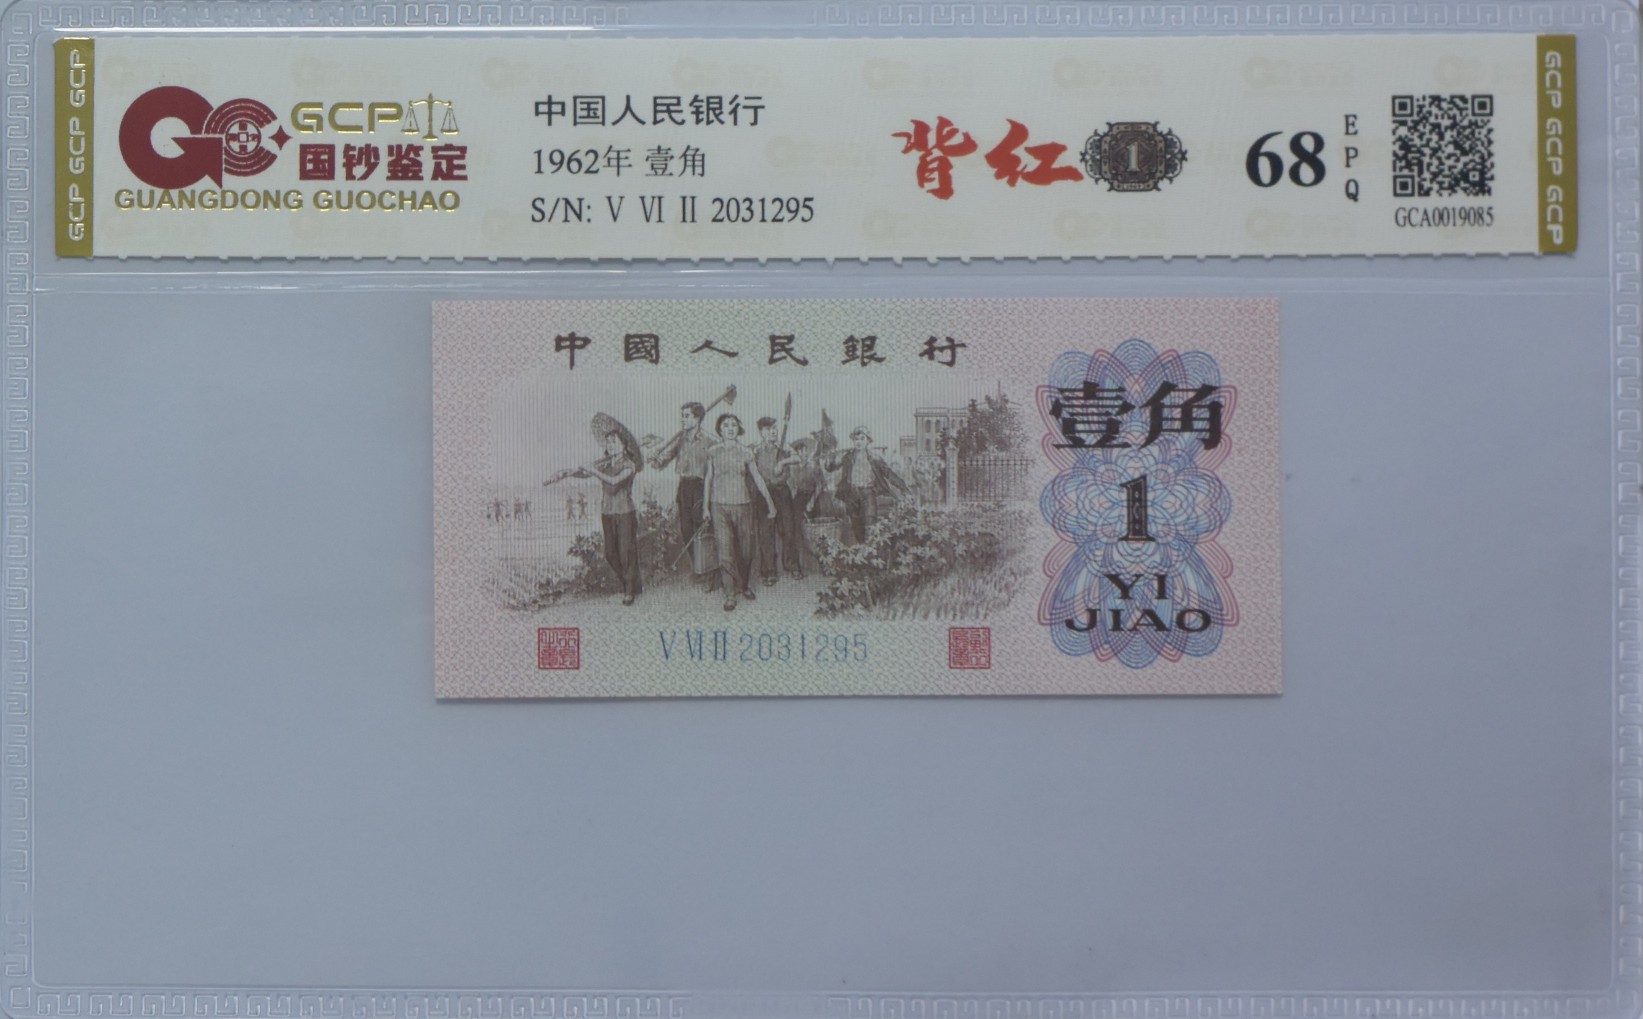 GCP GCP GCP
GCP
国钞鉴定
GUANGDONG GUOCHAO
中国人民银行
1962年 壹角
S/N: V VI II 2031295
背红
1
68
EPQ
GCA0019085
GCP GCP GCP
中國人民銀行
壹角
1
YI
JIAO
V VI II 2031295